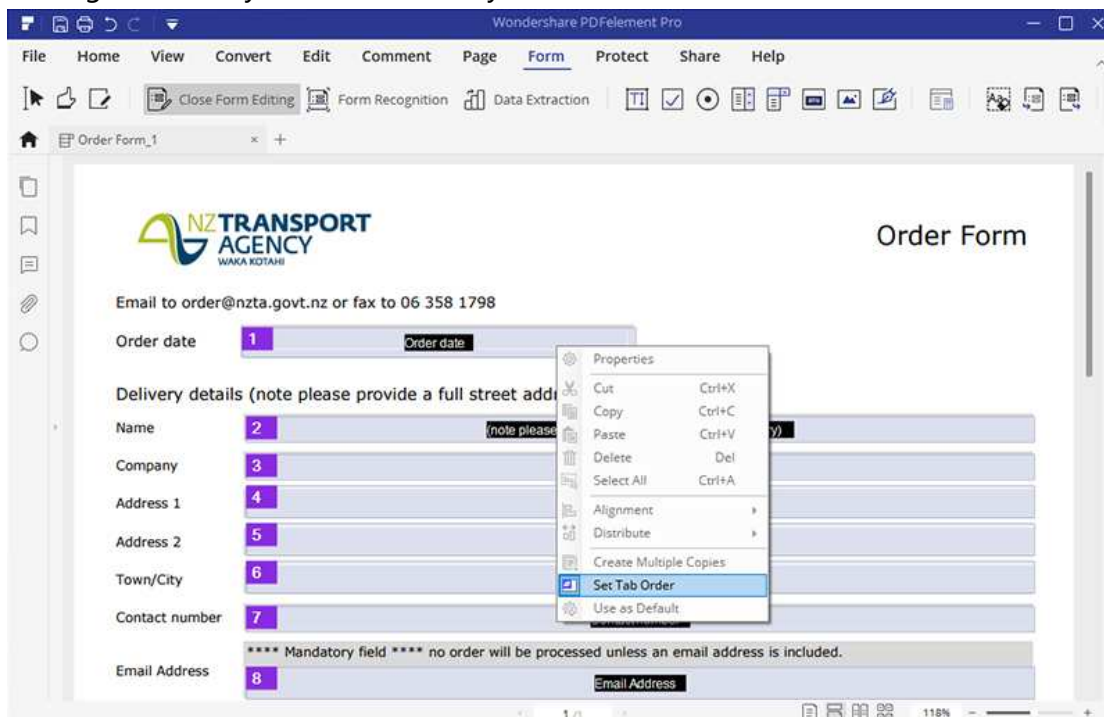 Wondershare PDFelement Pro
File Home View Convert Edit Comment Page Form Protect Share Help
Close Form Editing Form Recognition Data Extraction
Order Form_1
NZ TRANSPORT
AGENCY
WAKA KOTAHI
Order Form
Email to order@nzta.govt.nz or fax to 06 358 1798
Order date 1 Order date
Delivery details (note please provide a full street
Name 2 (note please
Company 3
Address 1 4
Address 2 5
Town/City 6
Contact number 7
**** Mandatory field **** no order will be processed unless an email address is included.
Email Address 8 Email Address
Properties
Cut Ctrl+X
Copy Ctrl+C
Paste Ctrl+V
Delete Del
Select All Ctrl+A
Alignment
Distribute
Create Multiple Copies
Set Tab Order
Use as Default
118%